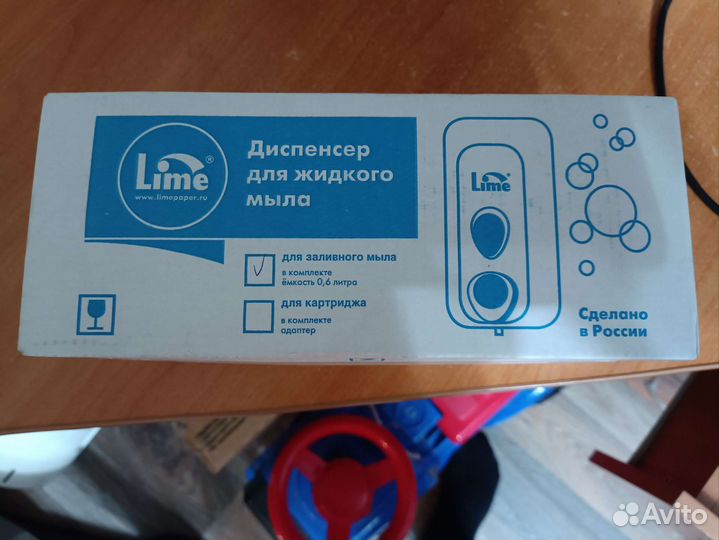 Lime®
www.limepaper.ru
Диспенсер
для жидкого
мыла
для заливного мыла
в комплекте
ёмкость 0,6 литра
для картриджа
в комплекте
адаптер
Lime
Сделано
в России
Avito